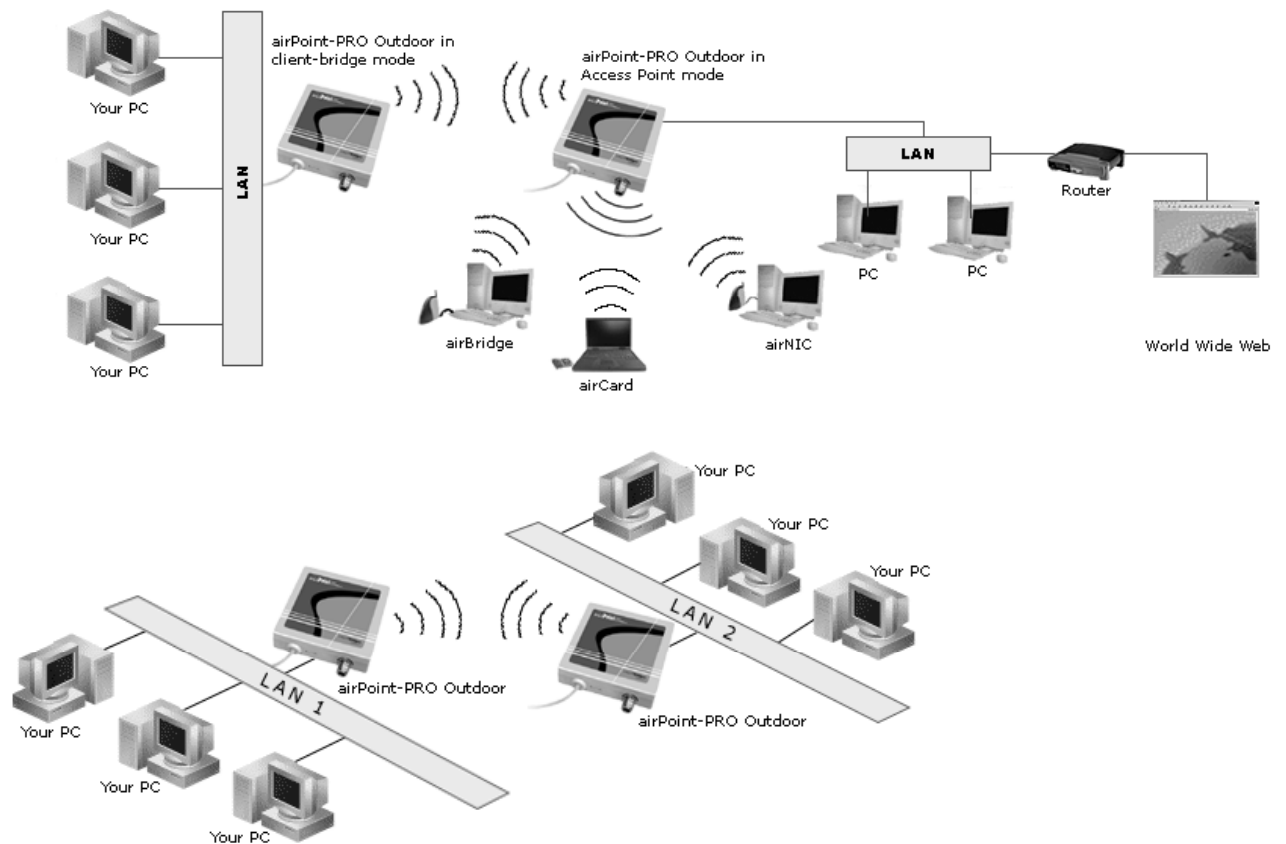 airPoint-PRO Outdoor in
client-bridge mode
airPoint-PRO Outdoor in
Access Point mode
Your PC
LAN
LAN
Router
Your PC
PC
PC
airBridge
airNIC
World Wide Web
Your PC
airCard
Your PC
Your PC
Your PC
LAN 2
LAN 1
airPoint-PRO Outdoor
airPoint-PRO Outdoor
Your PC
Your PC
Your PC